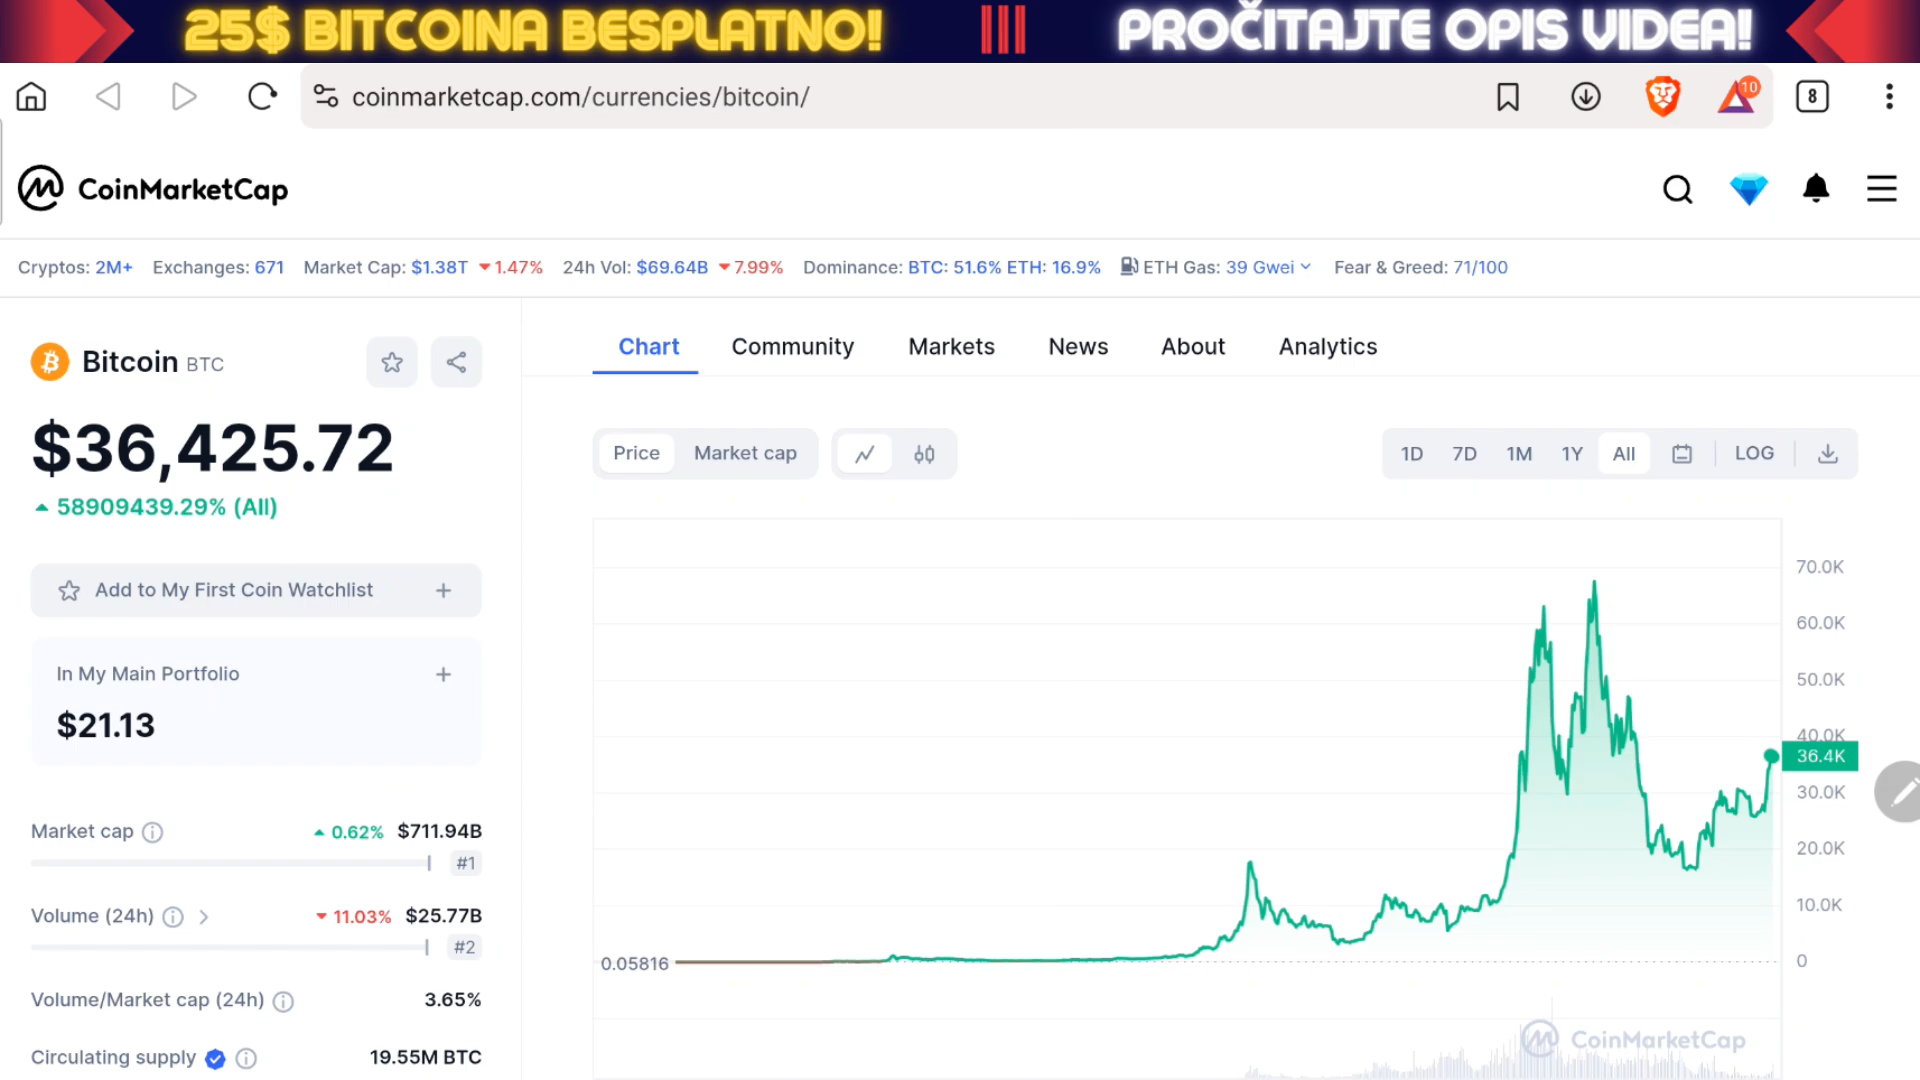 25$ BITCOINA BESPLATNO!
PROČITAJTE OPIS VIDEA!
coinmarketcap.com/currencies/bitcoin/
10
8
CoinMarketCap
Cryptos: 2M+ Exchanges: 671 Market Cap: $1.38T 1.47% 24h Vol: $69.64B 7.99% Dominance: BTC: 51.6% ETH: 16.9% ETH Gas: 39 Gwei Fear & Greed: 71/100
Bitcoin BTC
$36,425.72
58909439.29% (All)
Add to My First Coin Watchlist +
In My Main Portfolio +
$21.13
Market cap 0.62% $711.94B
#1
Volume (24h) 11.03% $25.77B
#2
Volume/Market cap (24h) 3.65%
Circulating supply 19.55M BTC
Chart Community Markets News About Analytics
Price Market cap
1D 7D 1M 1Y All LOG
70.0K
60.0K
50.0K
40.0K
36.4K
30.0K
20.0K
10.0K
0
0.05816
CoinMarketCap